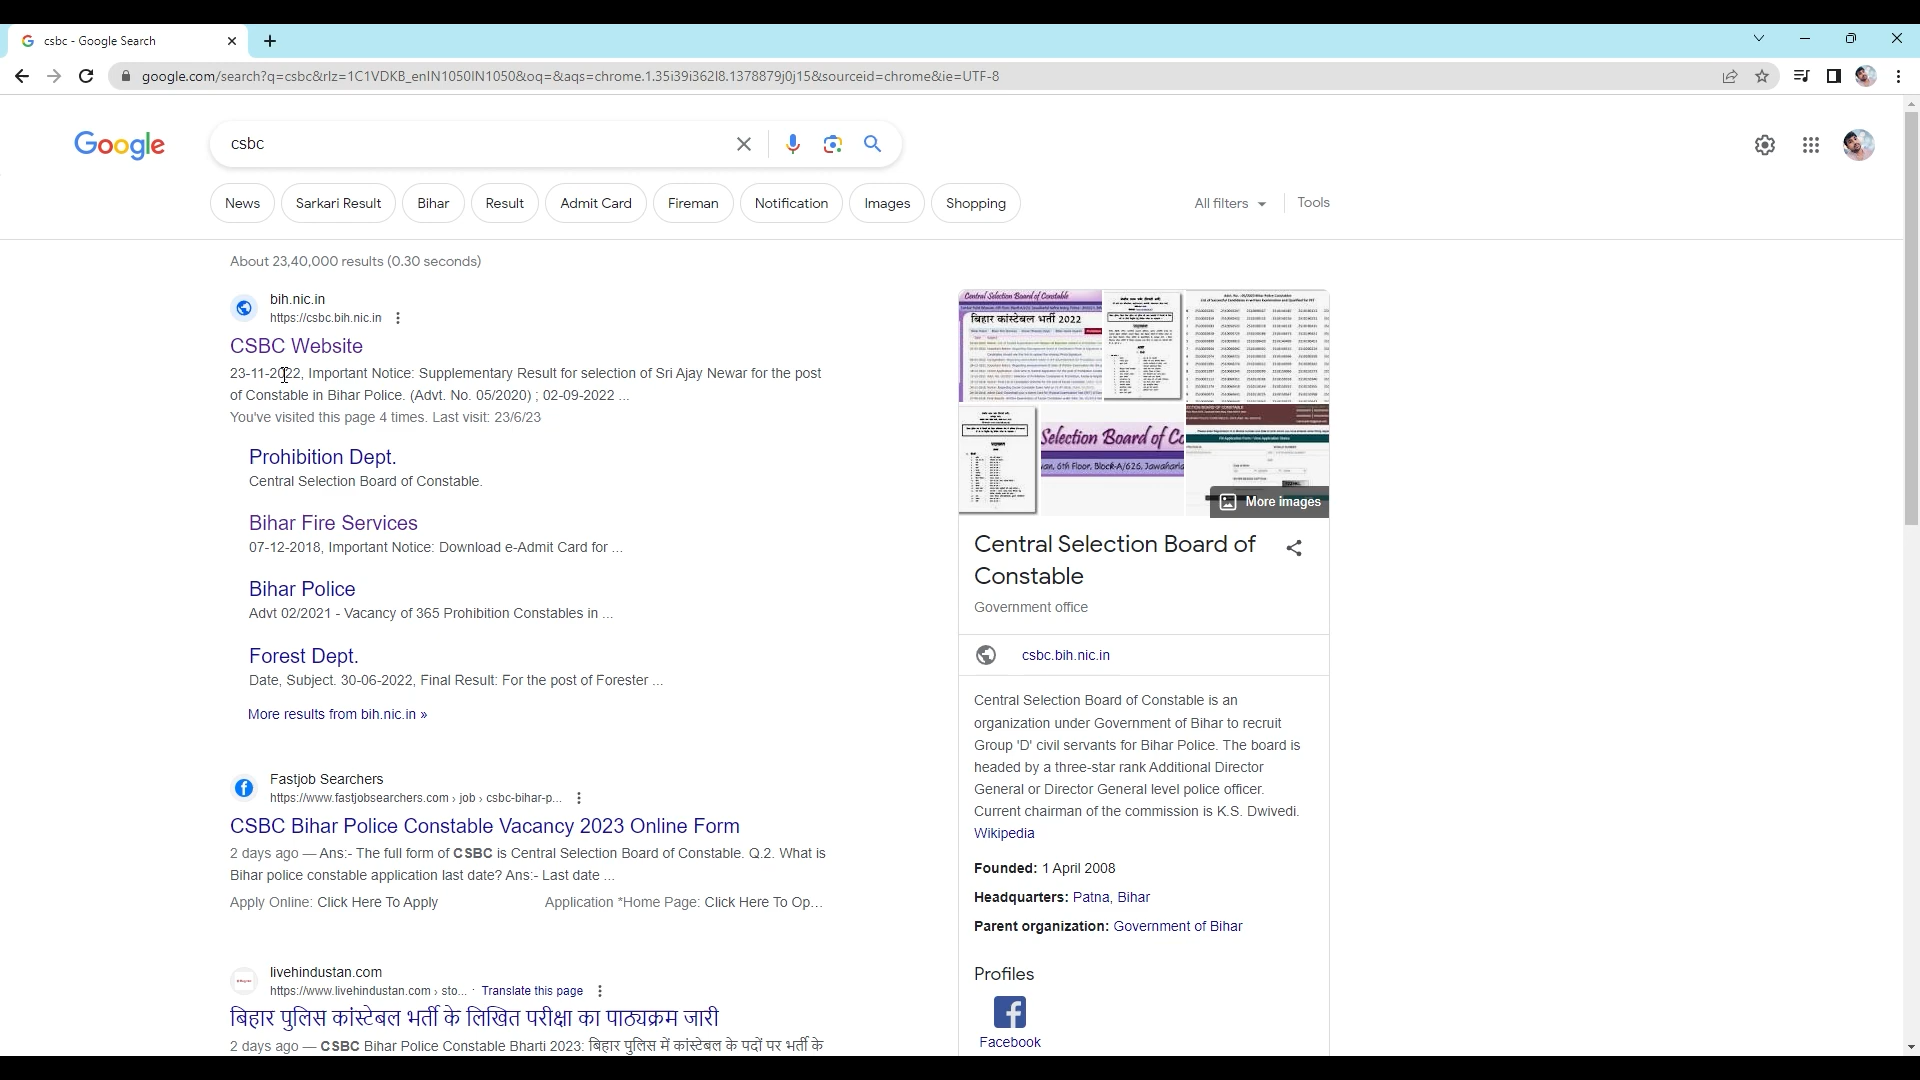 csbc - Google Search
google.com/search?q=csbc&rlz=1C1VDKB_enIN1050IN1050&oq=&aqs=chrome.1.35i39i362l8.1378879j0j15&sourceid=chrome&ie=UTF-8
Google
csbc
News
Sarkari Result
Bihar
Result
Admit Card
Fireman
Notification
Images
Shopping
All filters
Tools
About 23,40,000 results (0.30 seconds)
bih.nic.in
https://csbc.bih.nic.in
CSBC Website
23-11-2022, Important Notice: Supplementary Result for selection of Sri Ajay Newar for the post
of Constable in Bihar Police. (Advt. No. 05/2020) ; 02-09-2022 ...
You've visited this page 4 times. Last visit: 23/6/23
Prohibition Dept.
Central Selection Board of Constable.
Bihar Fire Services
07-12-2018, Important Notice: Download e-Admit Card for ...
Bihar Police
Advt 02/2021 - Vacancy of 365 Prohibition Constables in ...
Forest Dept.
Date, Subject. 30-06-2022, Final Result: For the post of Forester ...
More results from bih.nic.in »
Fastjob Searchers
https://www.fastjobsearchers.com › job › csbc-bihar-p...
CSBC Bihar Police Constable Vacancy 2023 Online Form
2 days ago — Ans:- The full form of CSBC is Central Selection Board of Constable. Q.2. What is
Bihar police constable application last date? Ans:- Last date ...
Apply Online: Click Here To Apply
Application *Home Page: Click Here To Op...
livehindustan.com
https://www.livehindustan.com › sto... · Translate this page
बिहार पुलिस कांस्टेबल भर्ती के लिखित परीक्षा का पाठ्यक्रम जारी
2 days ago — CSBC Bihar Police Constable Bharti 2023: बिहार पुलिस में कांस्टेबल के पदों पर भर्ती के
Central Selection Board of Constable
बिहार कांस्टेबल भर्ती 2022
Selection Board of Co
van, 6th Floor, Block-A/626, Jawaharla
More images
Central Selection Board of
Constable
Government office
csbc.bih.nic.in
Central Selection Board of Constable is an
organization under Government of Bihar to recruit
Group 'D' civil servants for Bihar Police. The board is
headed by a three-star rank Additional Director
General or Director General level police officer.
Current chairman of the commission is K.S. Dwivedi.
Wikipedia
Founded: 1 April 2008
Headquarters: Patna, Bihar
Parent organization: Government of Bihar
Profiles
Facebook